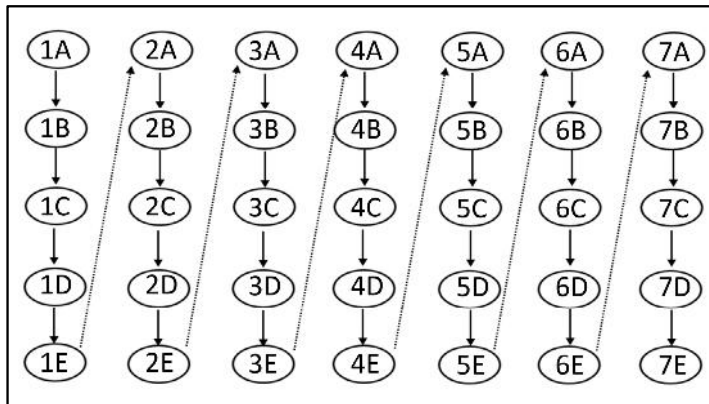 1A 2A 3A 4A 5A 6A 7A
1B 2B 3B 4B 5B 6B 7B
1C 2C 3C 4C 5C 6C 7C
1D 2D 3D 4D 5D 6D 7D
1E 2E 3E 4E 5E 6E 7E